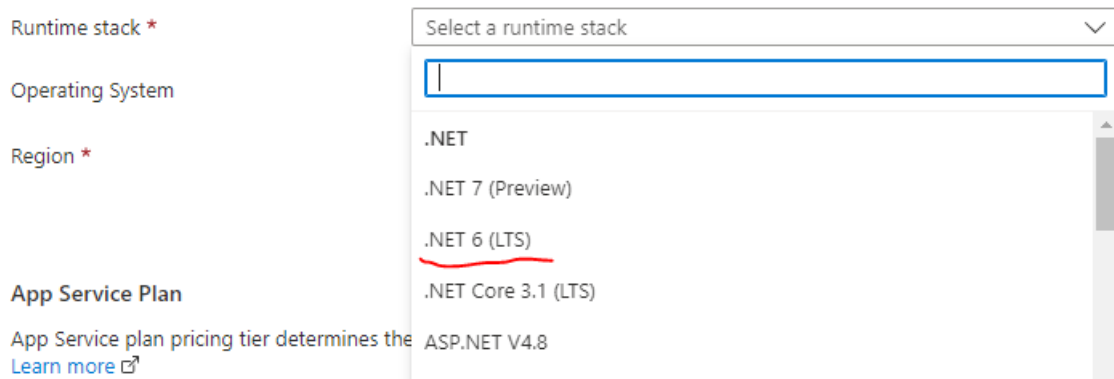 Runtime stack *
Select a runtime stack
Operating System
Region *
.NET
.NET 7 (Preview)
.NET 6 (LTS)
.NET Core 3.1 (LTS)
ASP.NET V4.8
App Service Plan
App Service plan pricing tier determines the
Learn more